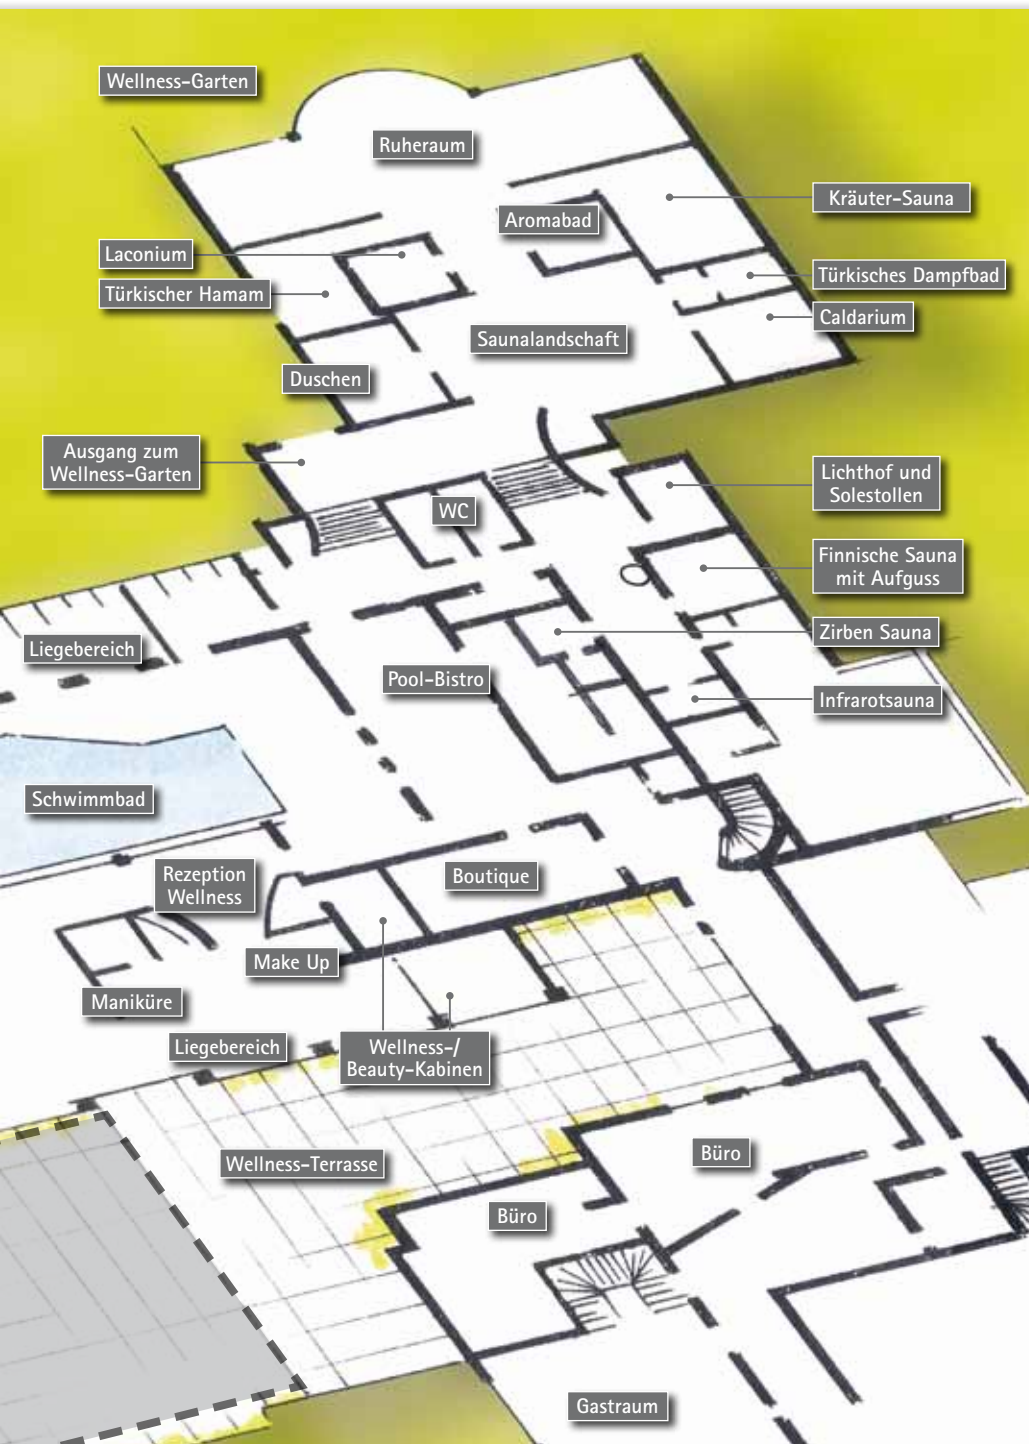 Wellness-Garten
Ruheraum
Kräuter-Sauna
Aromabad
Laconium
Türkisches Dampfbad
Türkischer Hamam
Caldarium
Saunalandschaft
Duschen
Ausgang zum
Wellness-Garten
Lichthof und
Solestollen
WC
Finnische Sauna
mit Aufguss
Zirben Sauna
Liegebereich
Pool-Bistro
Infrarotsauna
Schwimmbad
Rezeption
Wellness
Boutique
Make Up
Maniküre
Liegebereich
Wellness-/
Beauty-Kabinen
Büro
Wellness-Terrasse
Büro
Gastraum